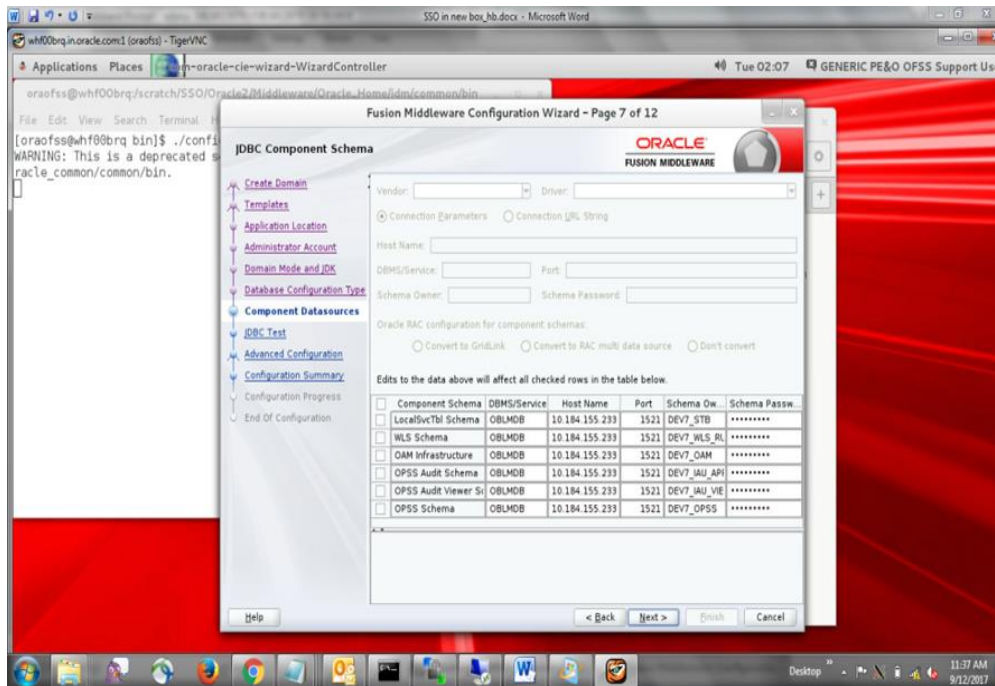 SSO in new box_hb.docx - Microsoft Word
whf00brq.in.oracle.com:1 (oraofss) - TigerVNC
Applications Places m-oracle-cie-wizard-WizardController Tue 02:07 GENERIC PE&O OFSS Support Us
oraofss@whf00brq:/scratch/SSO/Oracle2/Middleware/Oracle_Home/idm/common/bin
File Edit View Search Terminal H
[oraofss@whf00brq bin]$ ./confi
WARNING: This is a deprecated s
racle_common/common/bin.
Fusion Middleware Configuration Wizard - Page 7 of 12
JDBC Component Schema
ORACLE
FUSION MIDDLEWARE
Create Domain
Templates
Application Location
Administrator Account
Domain Mode and JDK
Database Configuration Type
Component Datasources
JDBC Test
Advanced Configuration
Configuration Summary
Configuration Progress
End Of Configuration
Vendor: Driver:
Connection Parameters Connection URL String
Host Name:
DBMS/Service: Port:
Schema Owner: Schema Password:
Oracle RAC configuration for component schemas:
Convert to GridLink Convert to RAC multi data source Don't convert
Edits to the data above will affect all checked rows in the table below.
Component Schema DBMS/Service Host Name Port Schema Ow... Schema Passw...
LocalSvcTbl Schema OBLMDB 10.184.155.233 1521 DEV7_STB •••••••••
WLS Schema OBLMDB 10.184.155.233 1521 DEV7_WLS_RU •••••••••
OAM Infrastructure OBLMDB 10.184.155.233 1521 DEV7_OAM •••••••••
OPSS Audit Schema OBLMDB 10.184.155.233 1521 DEV7_IAU_API •••••••••
OPSS Audit Viewer Sc OBLMDB 10.184.155.233 1521 DEV7_IAU_VIE •••••••••
OPSS Schema OBLMDB 10.184.155.233 1521 DEV7_OPSS •••••••••
Help < Back Next > Finish Cancel
Desktop 11:37 AM
9/12/2017